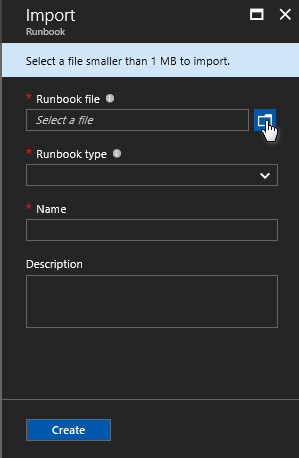 Import
Runbook
Select a file smaller than 1 MB to import.
* Runbook file
Select a file
* Runbook type
* Name
Description
Create